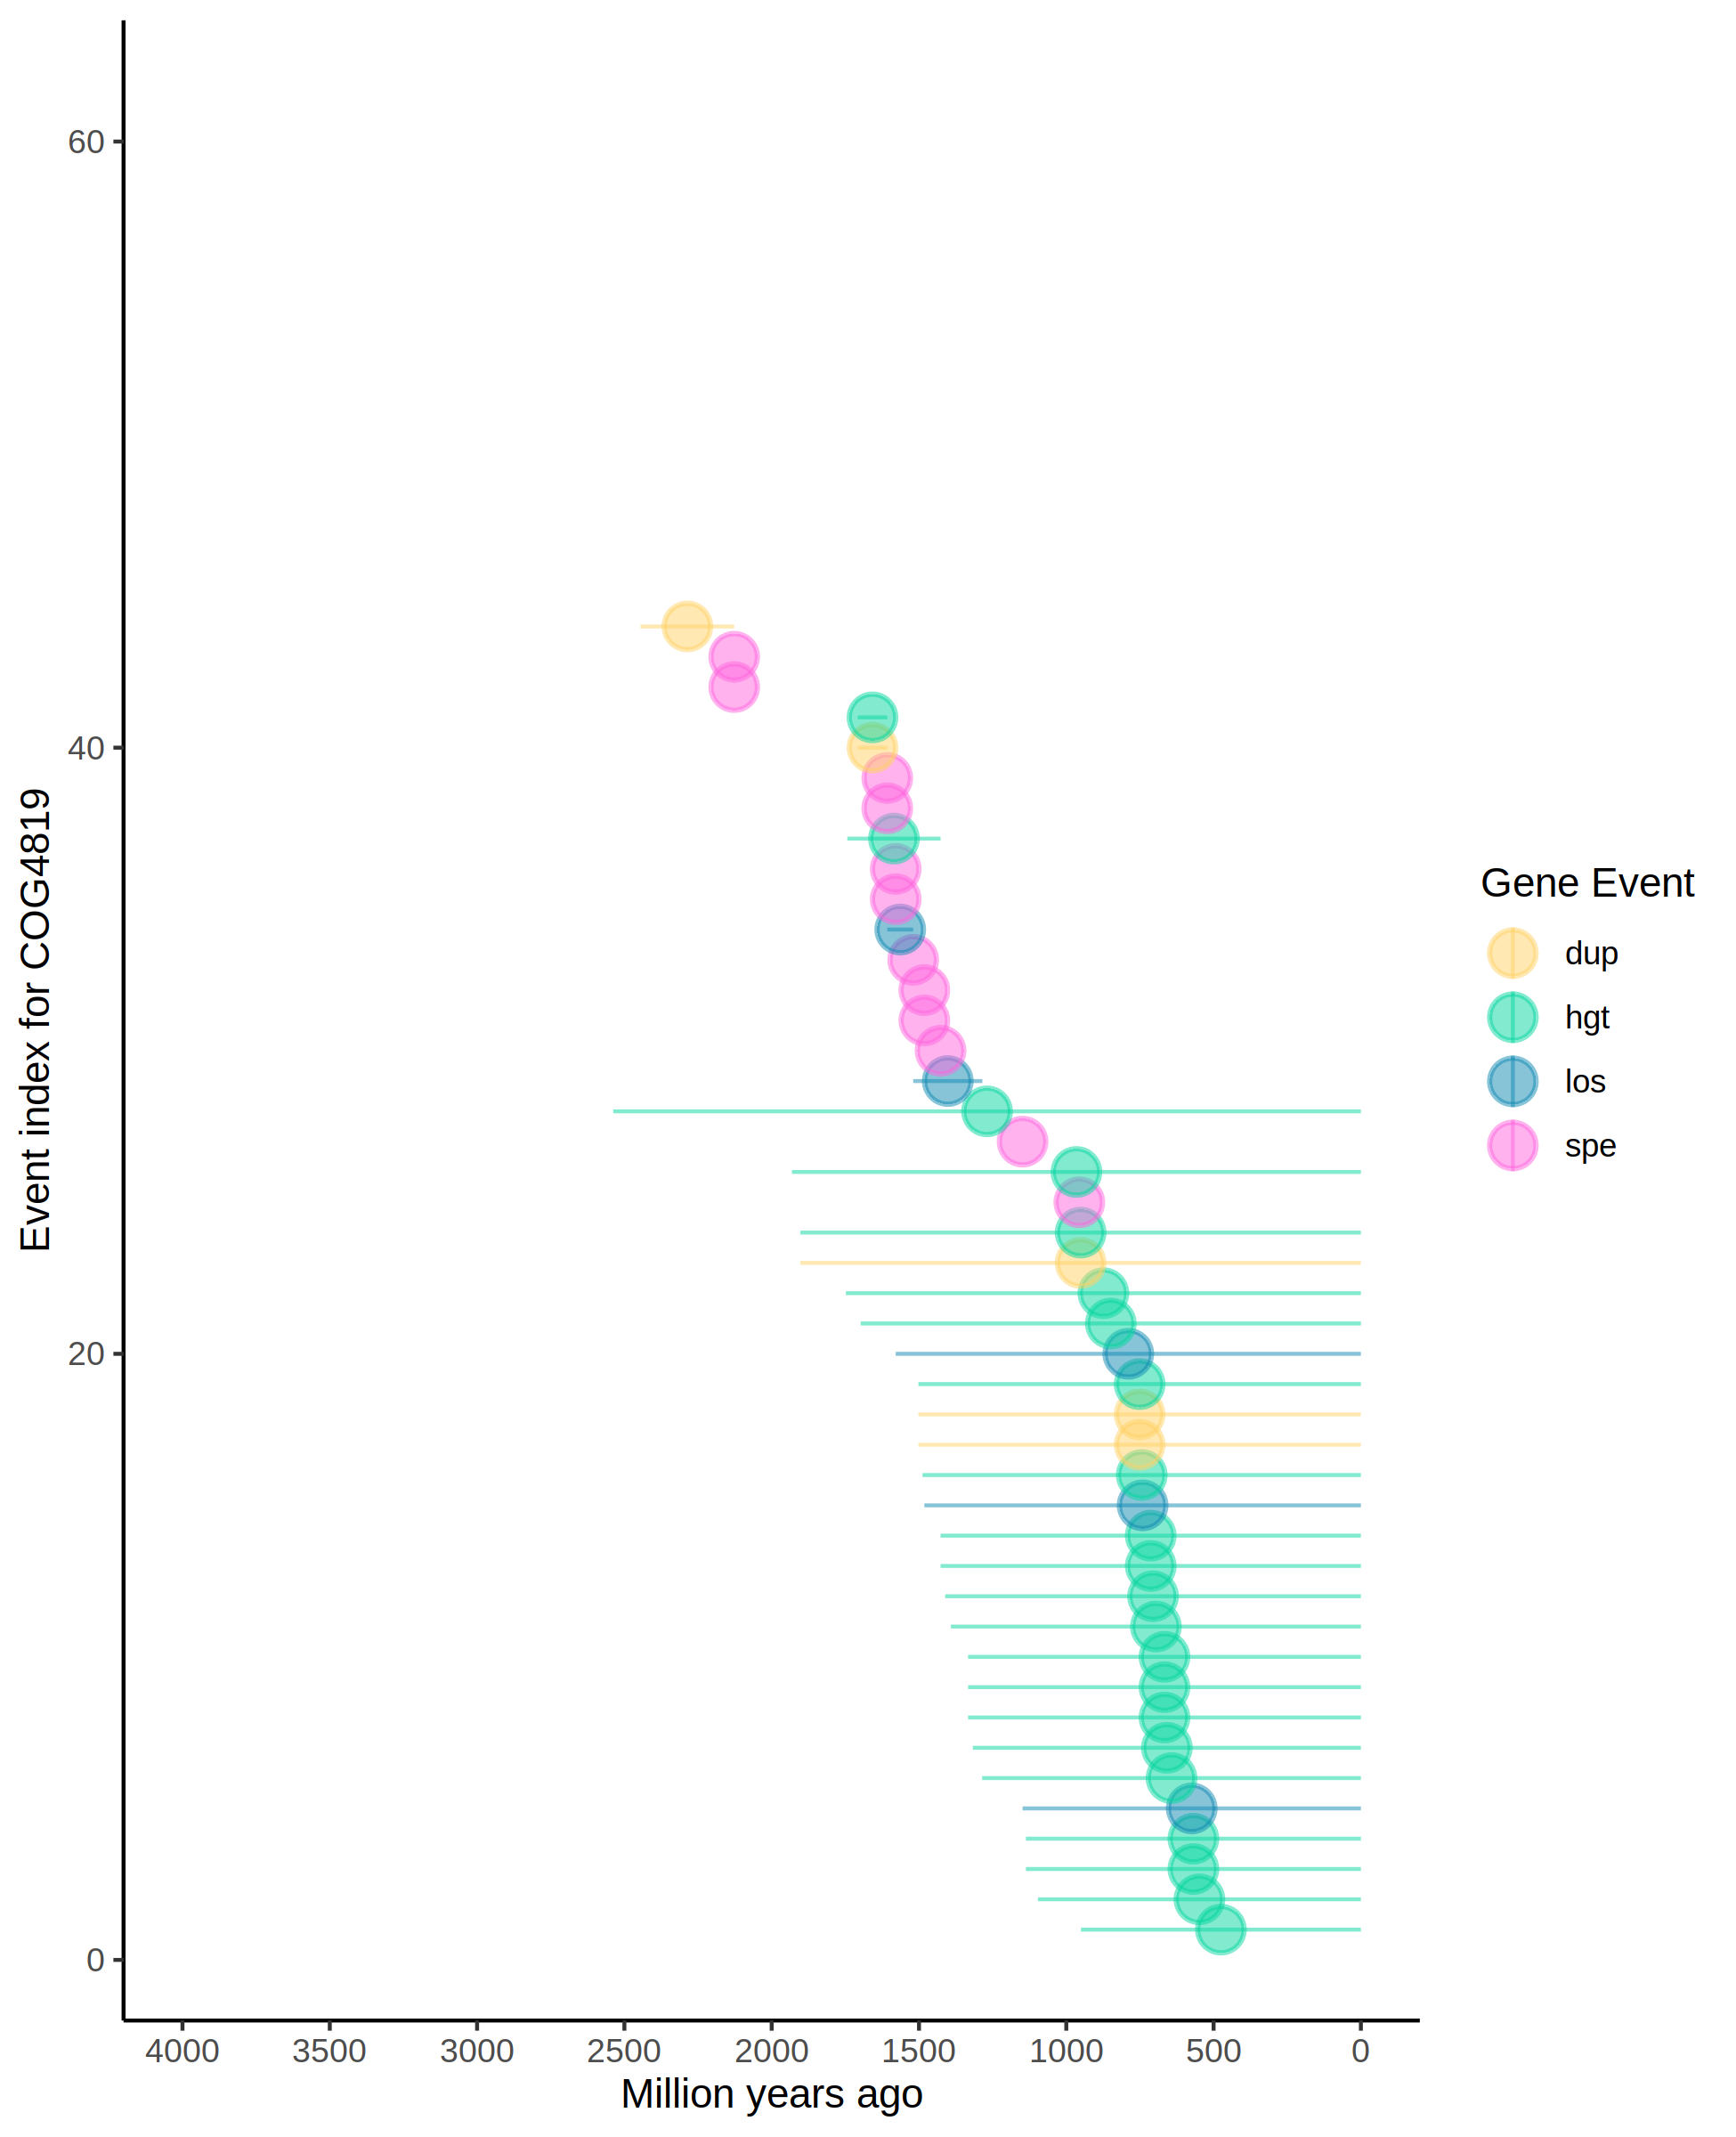 60
40
20
0
Event index for COG4819
4000 3500 3000 2500 2000 1500 1000 500 0
Million years ago
Gene Event
dup
hgt
los
spe